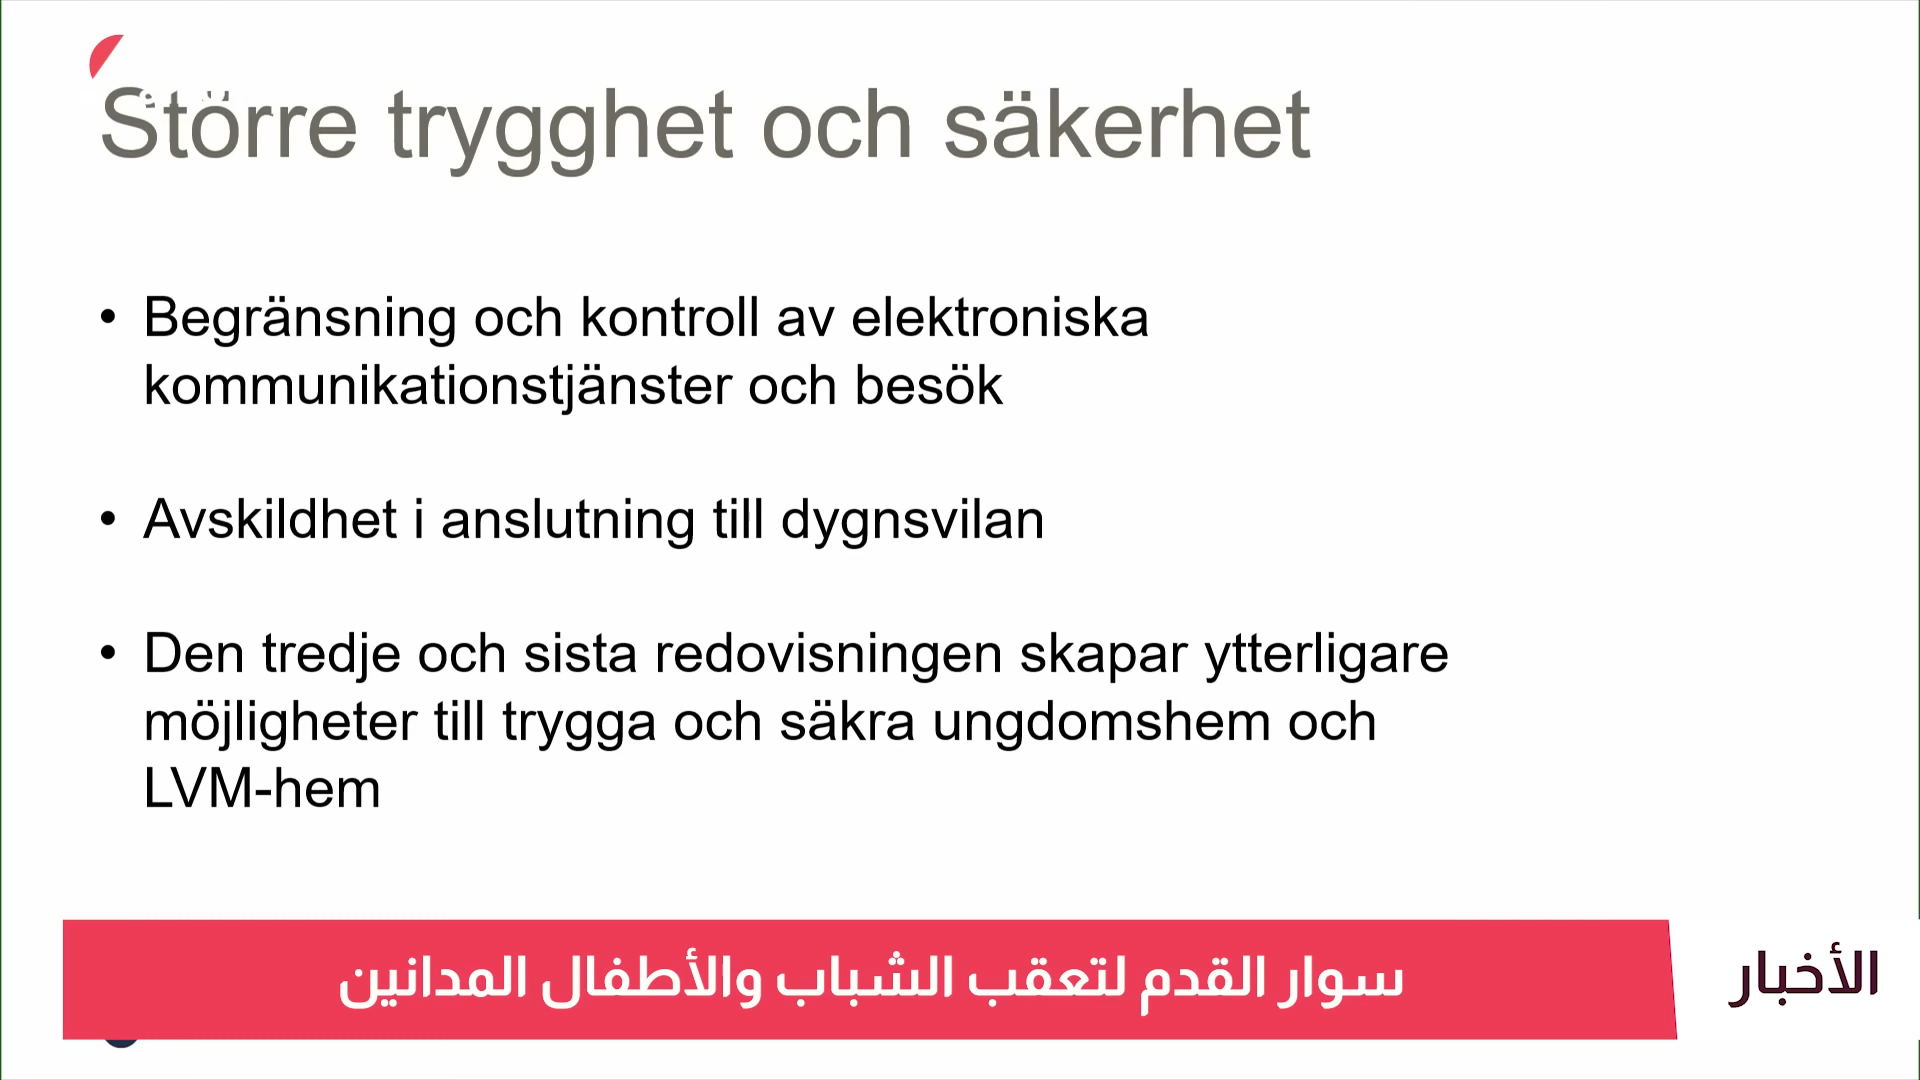 Större trygghet och säkerhet
• Begränsning och kontroll av elektroniska
kommunikationstjänster och besök
• Avskildhet i anslutning till dygnsvilan
• Den tredje och sista redovisningen skapar ytterligare
möjligheter till trygga och säkra ungdomshem och
LVM-hem
سوار القدم لتعقب الشباب والأطفال المدانين
الأخبار